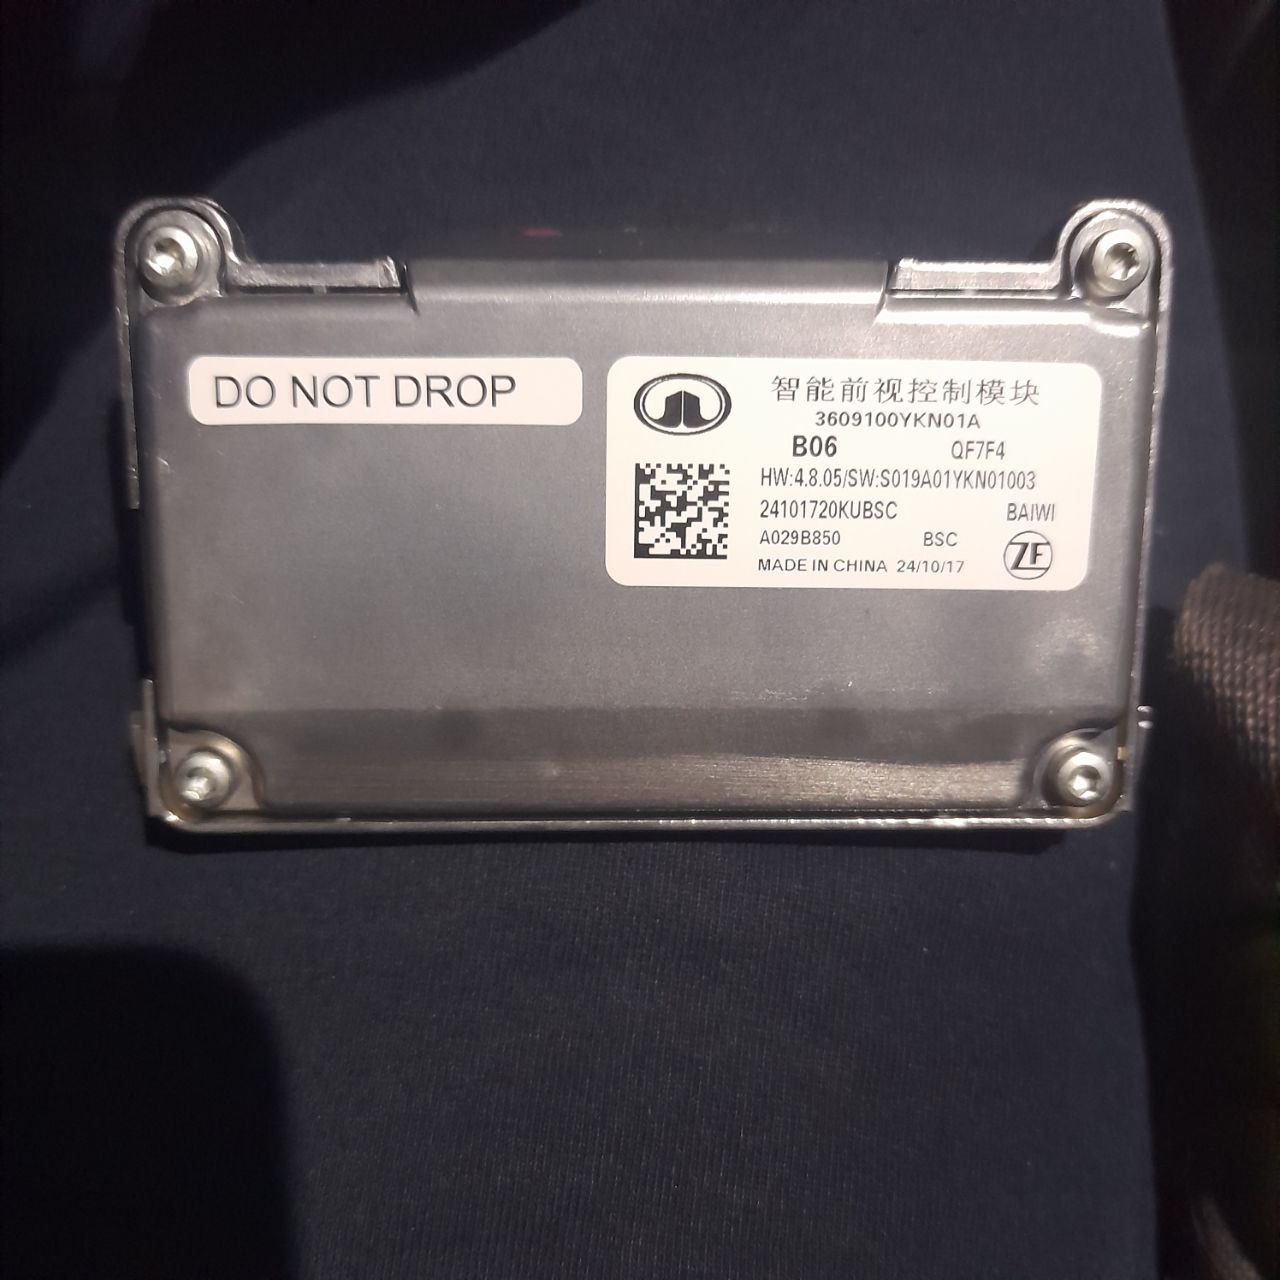 DO NOT DROP
智能前视控制模块
3609100YKN01A
B06 QF7F4
HW:4.8.05/SW:S019A01YKN01003
24101720KUBSC BAIWI
A029B850 BSC ZF
MADE IN CHINA 24/10/17